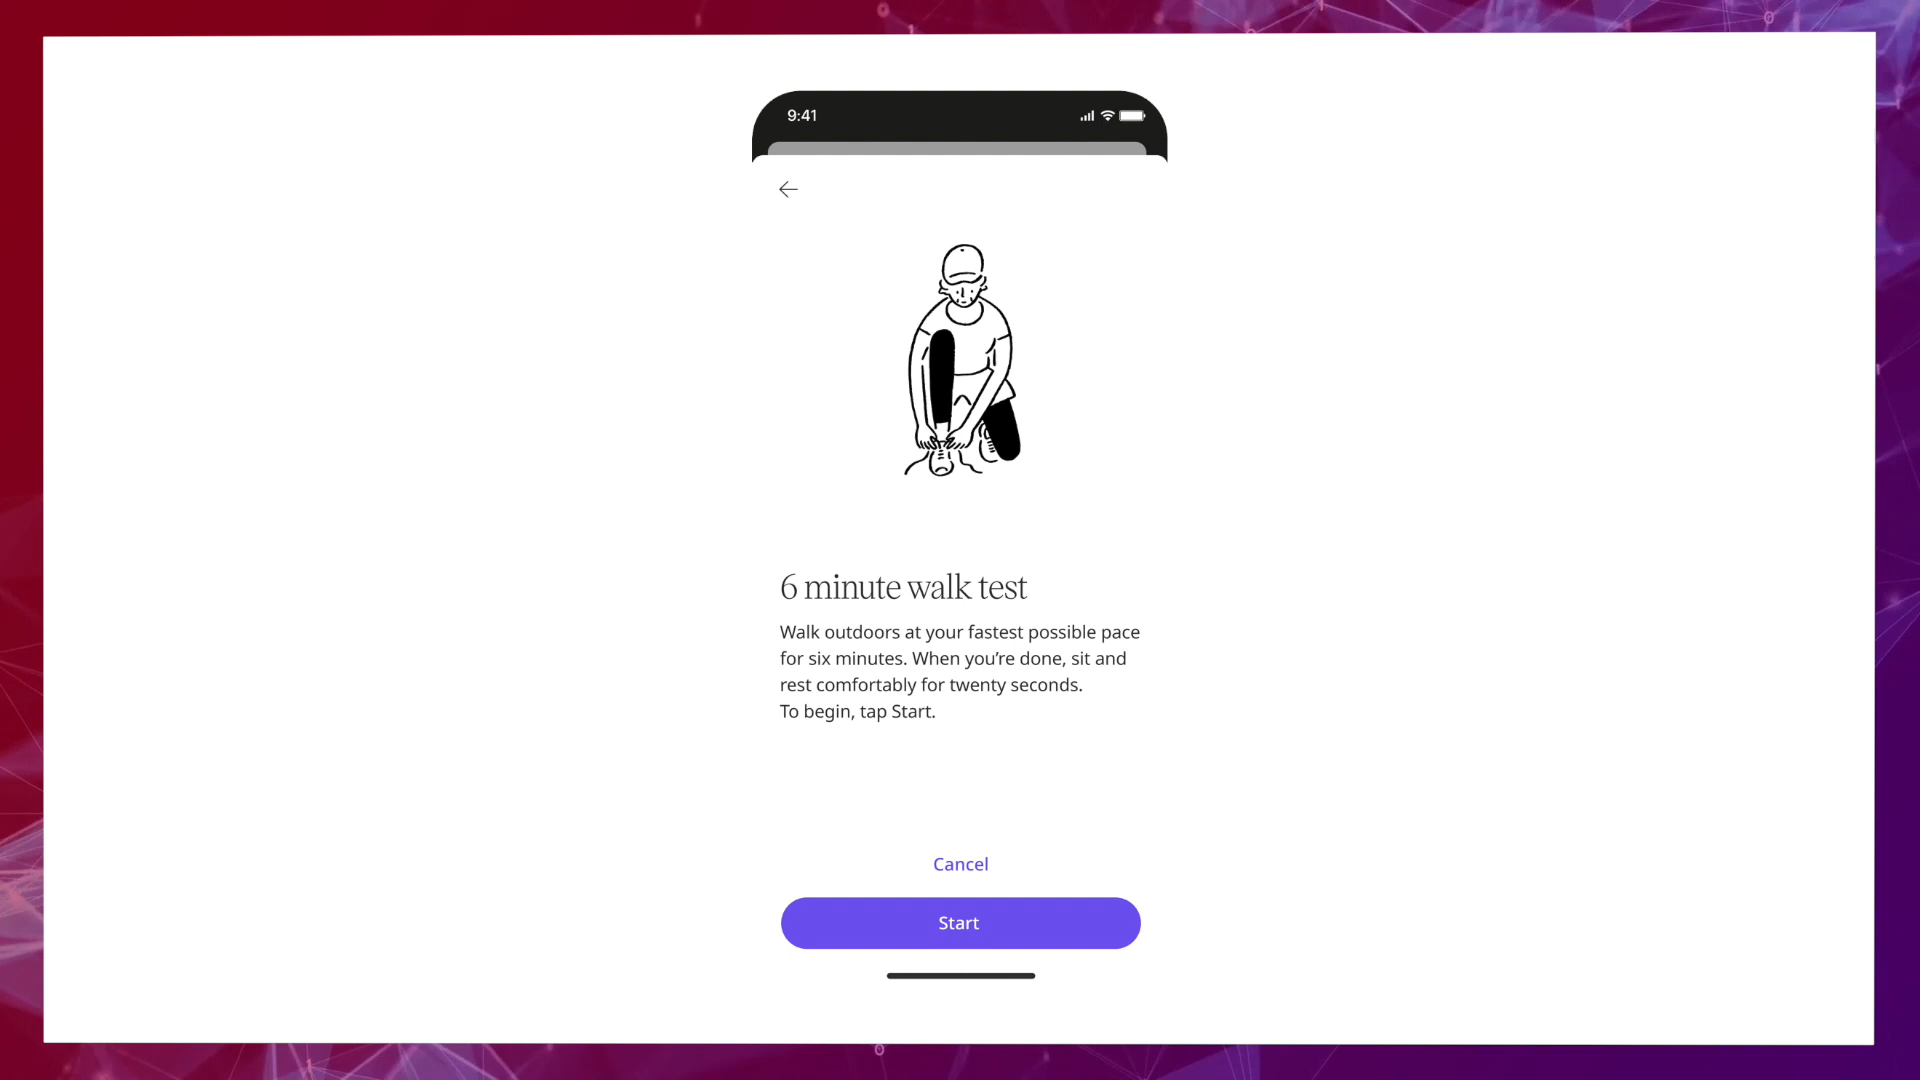 9:41
6 minute walk test
Walk outdoors at your fastest possible pace
for six minutes. When you’re done, sit and
rest comfortably for twenty seconds.
To begin, tap Start.
Cancel
Start